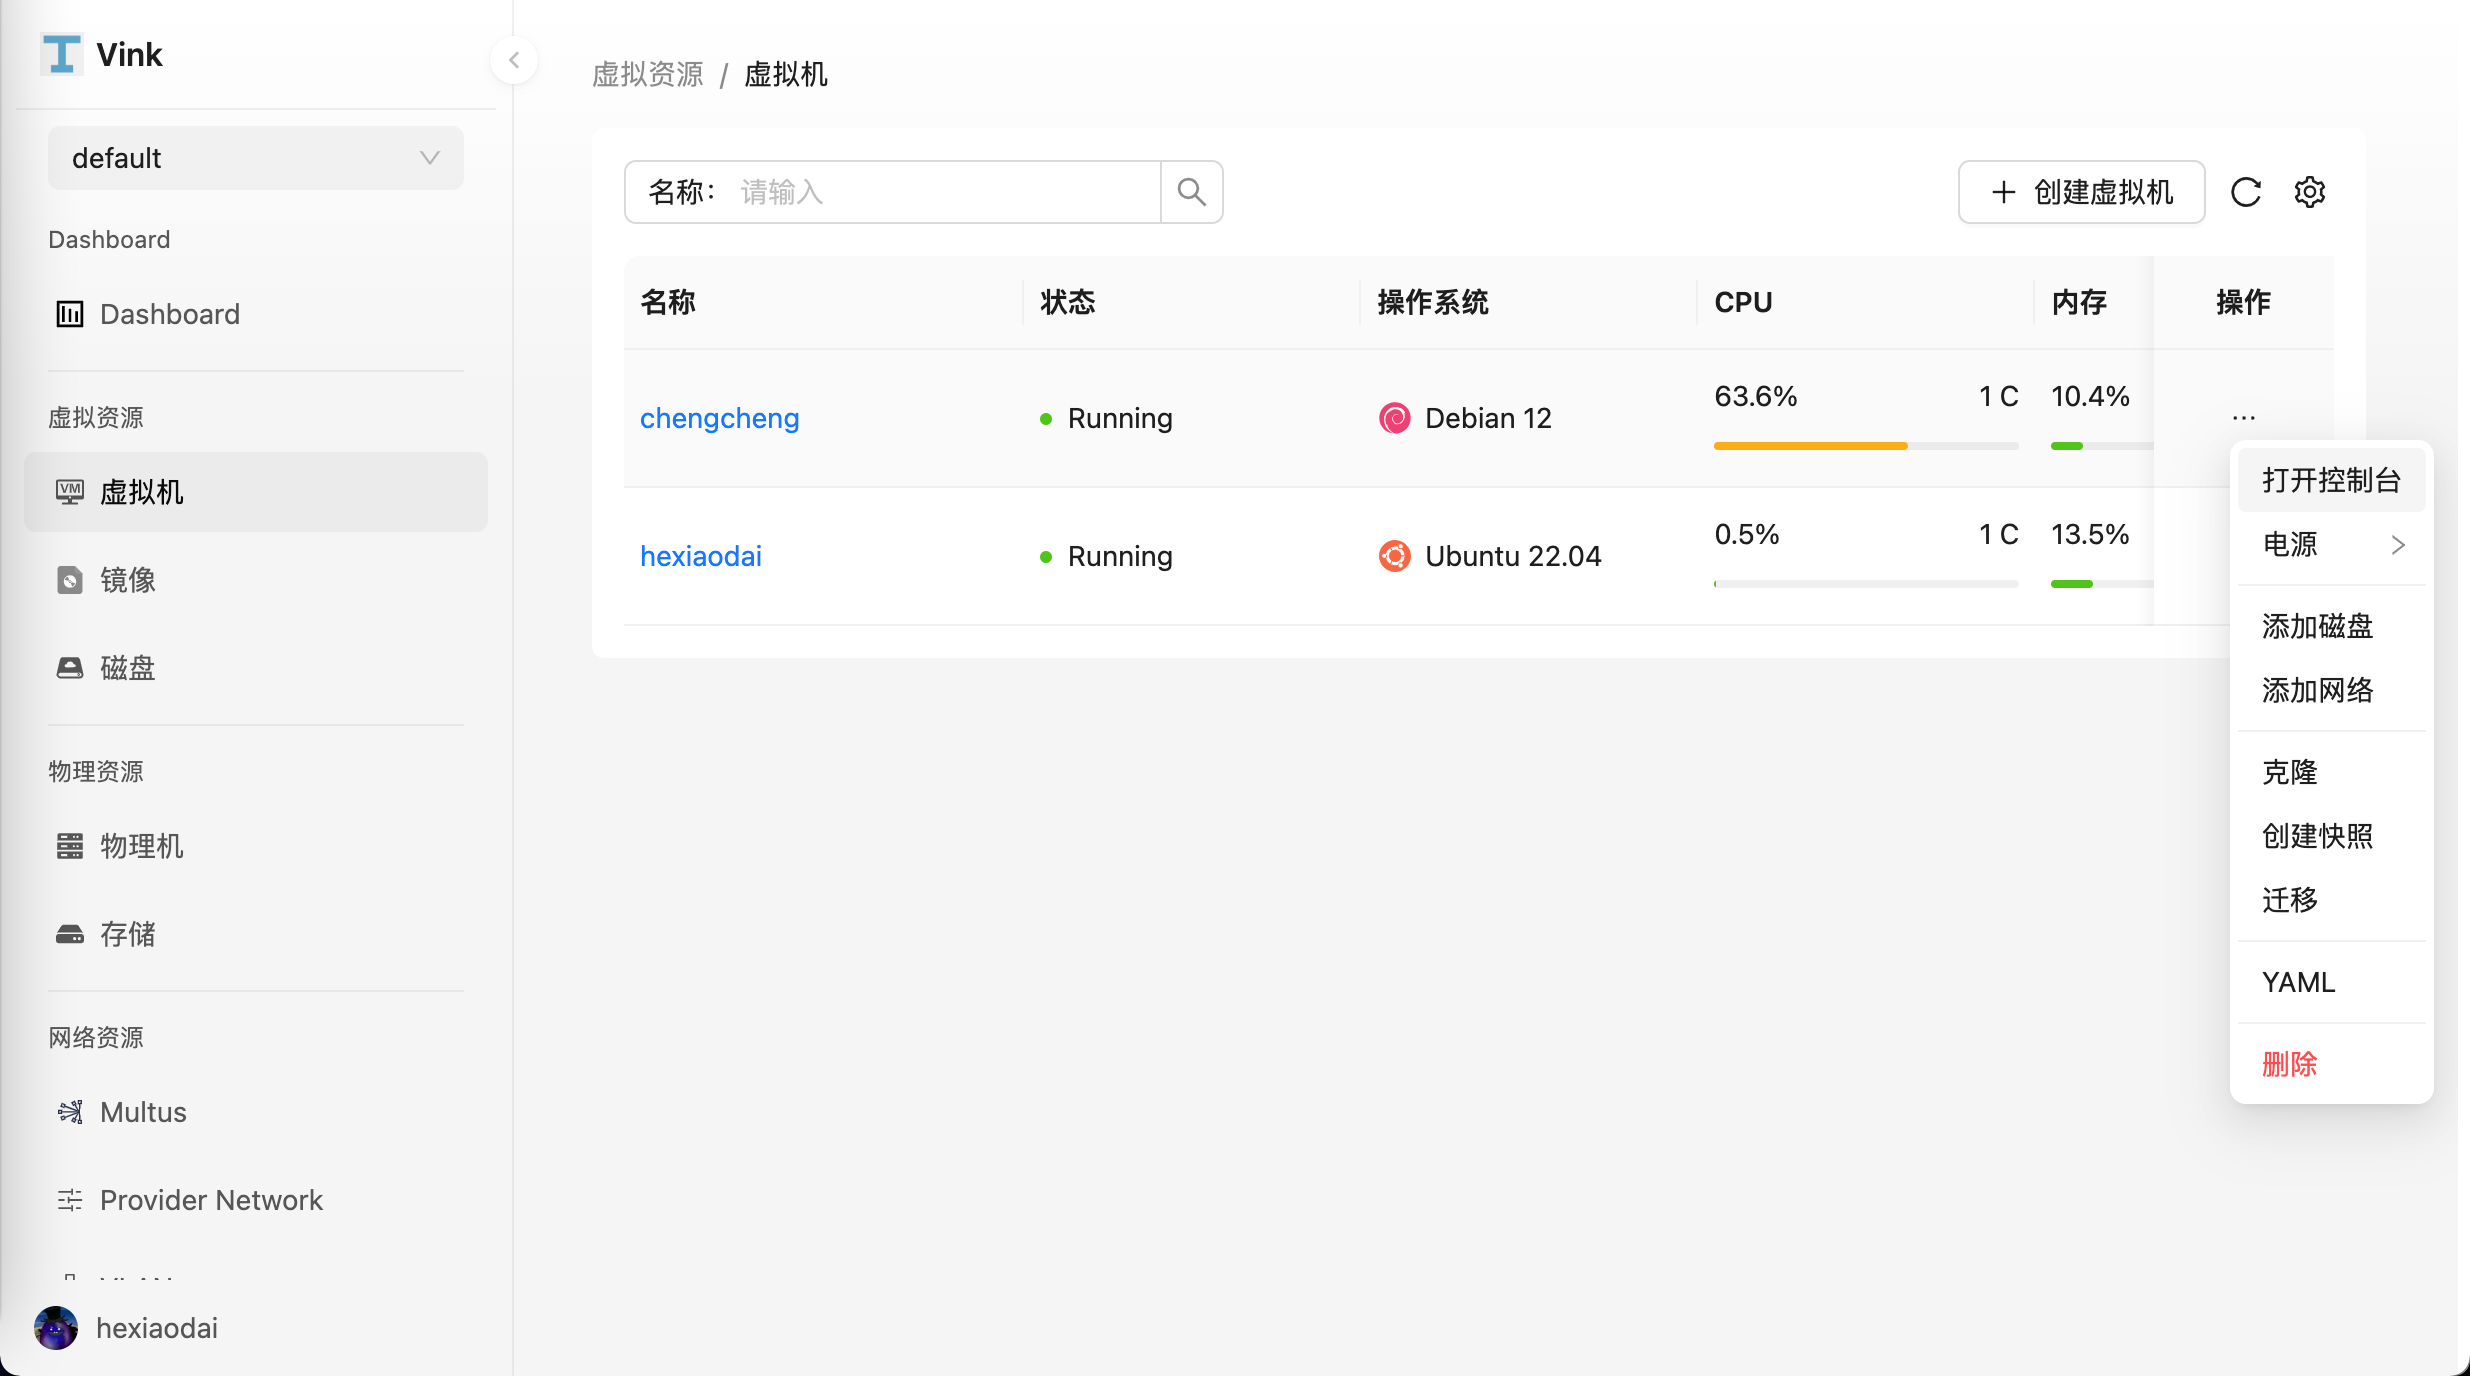 Vink
default
Dashboard
Dashboard
虚拟资源
VM 虚拟机
镜像
磁盘
物理资源
物理机
存储
网络资源
Multus
Provider Network
hexiaodai
虚拟资源 / 虚拟机
名称： 请输入
创建虚拟机
名称 状态 操作系统 CPU 内存 操作
chengcheng Running Debian 12 63.6% 1 C 10.4% ...
hexiaodai Running Ubuntu 22.04 0.5% 1 C 13.5%
打开控制台
电源
添加磁盘
添加网络
克隆
创建快照
迁移
YAML
删除